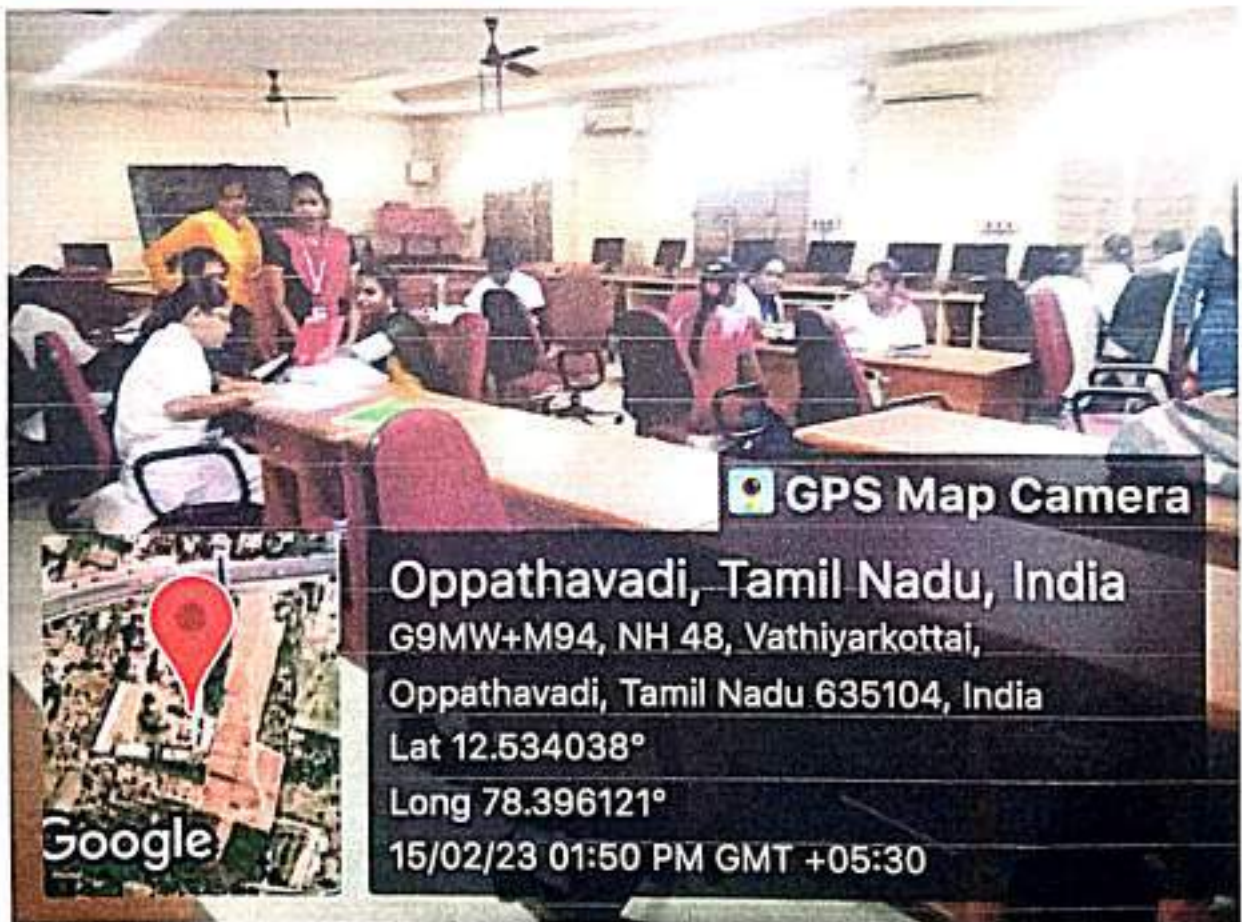 GPS Map Camera
Oppathavadi, Tamil Nadu, India
G9MW+M94, NH 48, Vathiyarkottai,
Oppathavadi, Tamil Nadu 635104, India
Lat 12.534038°
Long 78.396121°
15/02/23 01:50 PM GMT +05:30
Google